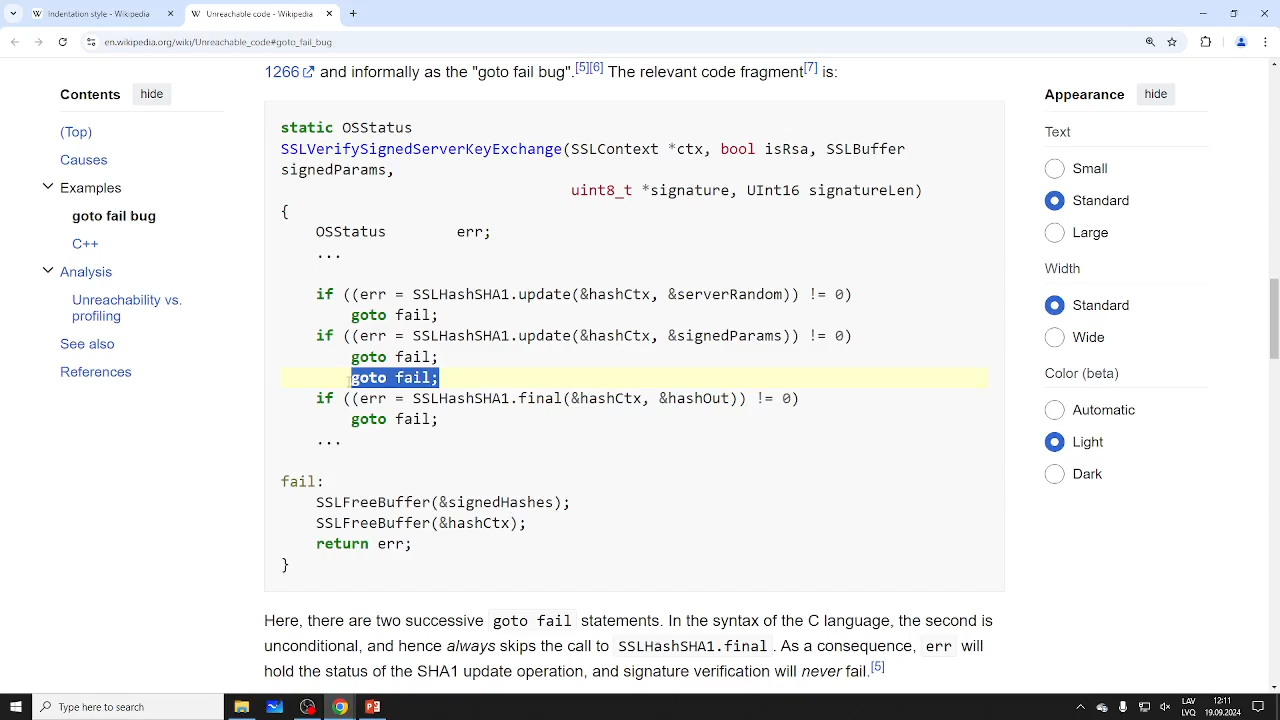 Indentation style - Wikipedia
Unreachable code - Wikipedia
en.wikipedia.org/wiki/Unreachable_code#goto_fail_bug
1266 and informally as the "goto fail bug".[5][6] The relevant code fragment[7] is:
Contents hide
(Top)
Causes
Examples
goto fail bug
C++
Analysis
Unreachability vs.
profiling
See also
References
static OSStatus
SSLVerifySignedServerKeyExchange(SSLContext *ctx, bool isRsa, SSLBuffer
signedParams,
uint8_t *signature, UInt16 signatureLen)
{
OSStatus err;
...
if ((err = SSLHashSHA1.update(&hashCtx, &serverRandom)) != 0)
goto fail;
if ((err = SSLHashSHA1.update(&hashCtx, &signedParams)) != 0)
goto fail;
goto fail;
if ((err = SSLHashSHA1.final(&hashCtx, &hashOut)) != 0)
goto fail;
...
fail:
SSLFreeBuffer(&signedHashes);
SSLFreeBuffer(&hashCtx);
return err;
}
Here, there are two successive goto fail statements. In the syntax of the C language, the second is
unconditional, and hence always skips the call to SSLHashSHA1.final. As a consequence, err will
hold the status of the SHA1 update operation, and signature verification will never fail.[5]
Appearance hide
Text
Small
Standard
Large
Width
Standard
Wide
Color (beta)
Automatic
Light
Dark
Type here to search
LAV
LVQ
12:11
19.09.2024